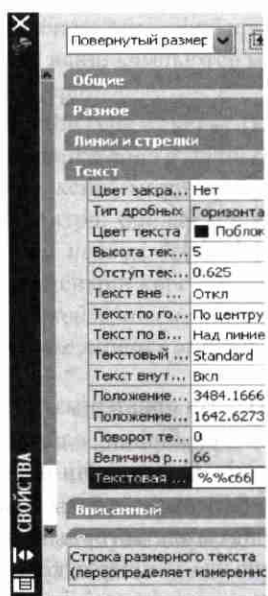 Повернутый размер
Общие
Разное
Линии и стрелки
Текст
Цвет закра... Нет
Тип дробных Горизонта
Цвет текста Поблок
Высота тек... 5
Отступ тек... 0.625
Текст вне ... Откл
Текст по го... По центру
Текст по в... Над линие
Текстовый ... Standard
Текст внут... Вкл
Положение... 3484.1666
Положение... 1642.6273
Поворот те... 0
Величина р... 66
Текстовая ... %%c66
Вписанный
СВОЙСТВА
Строка размерного текста
(переопределяет измеренно